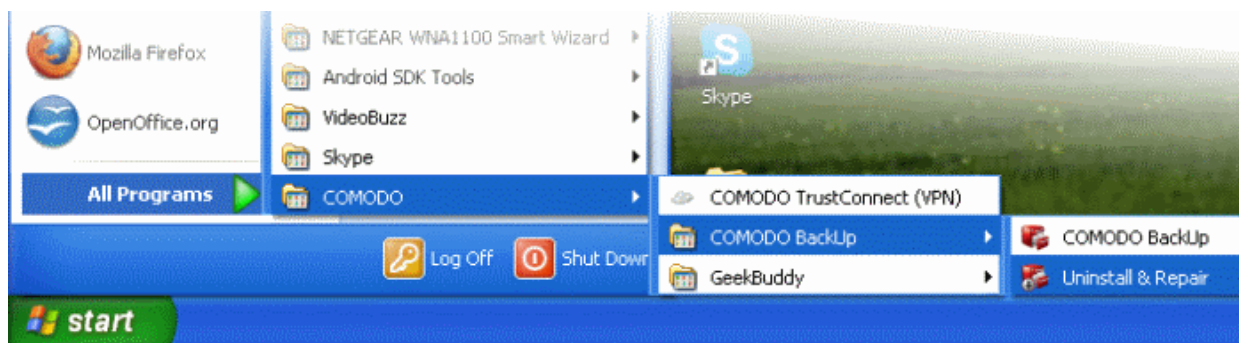 Mozilla Firefox
OpenOffice.org
All Programs
NETGEAR WNA1100 Smart Wizard
Android SDK Tools
VideoBuzz
Skype
COMODO
Skype
COMODO TrustConnect (VPN)
COMODO BackUp
GeekBuddy
COMODO BackUp
Uninstall & Repair
Log Off
Shut Down
start